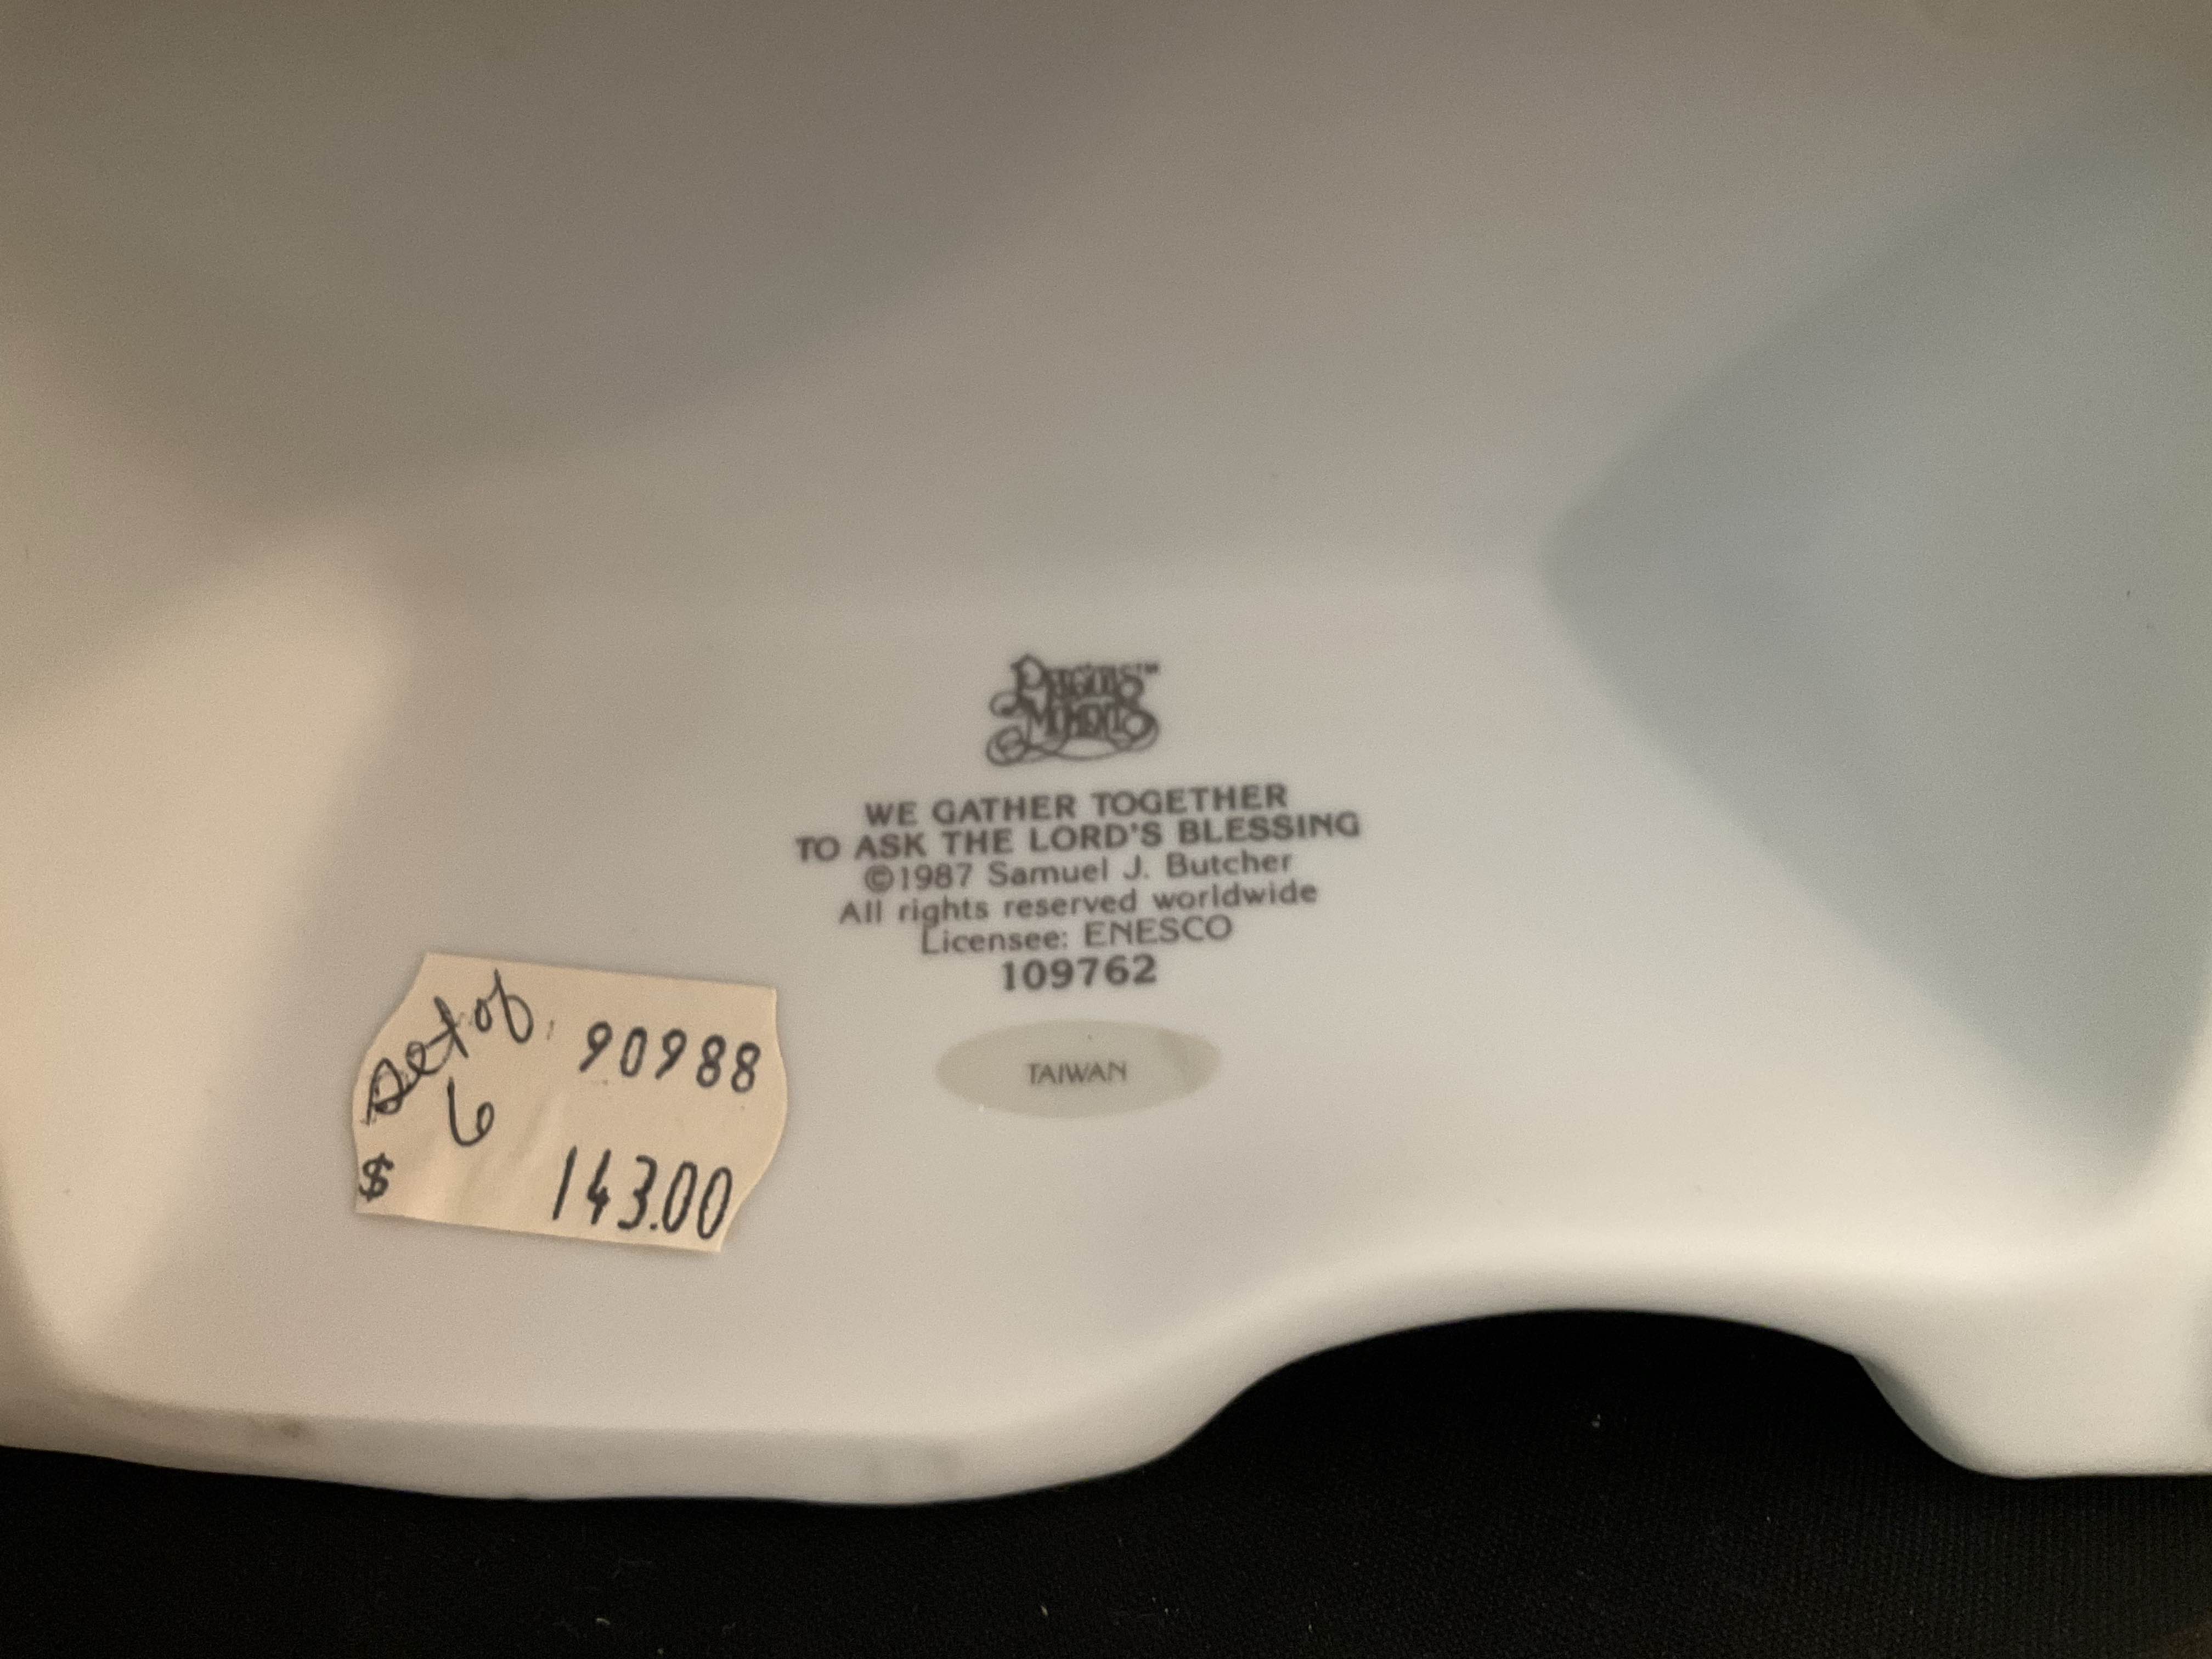 PRECIOUS™
MOMENTS
WE GATHER TOGETHER
TO ASK THE LORD'S BLESSING
©1987 Samuel J. Butcher
All rights reserved worldwide
Licensee: ENESCO
109762
TAIWAN
Set of 90988
6
$ 143.00